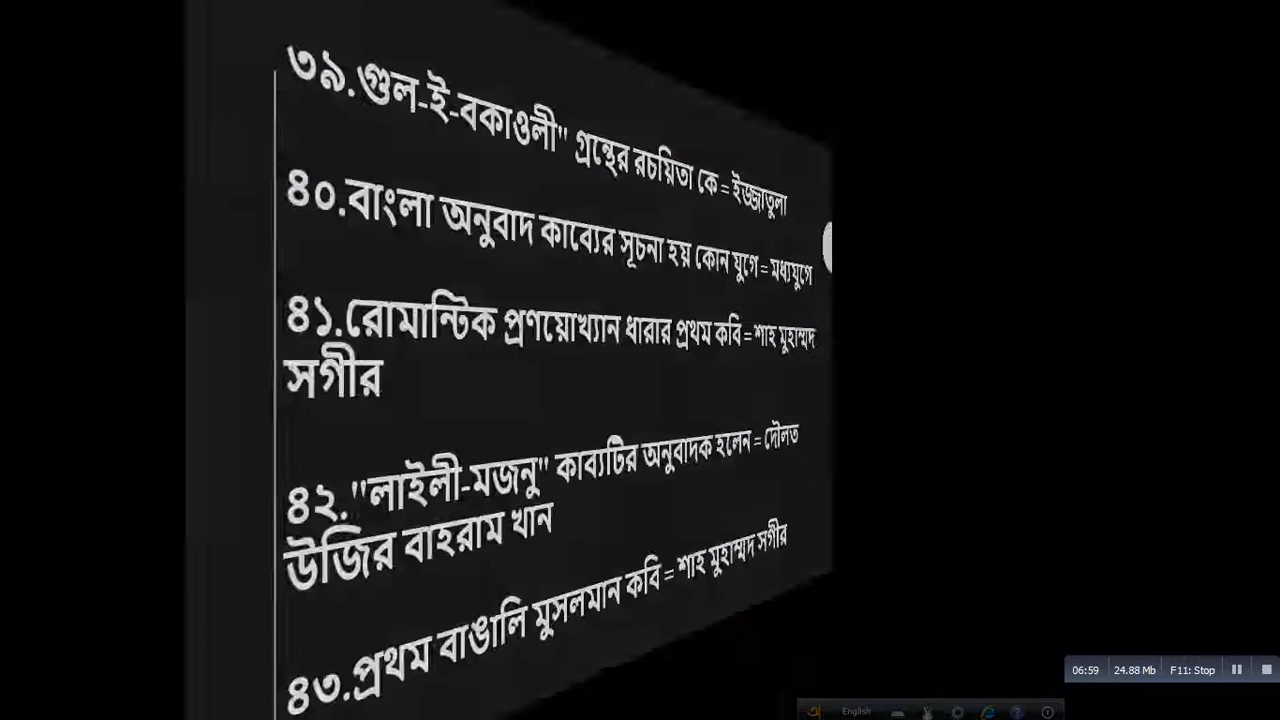 ৩৯.গুল-ই-বকাওলী" গ্রন্থের রচয়িতা কে = ইজ্জাতুলা
৪০.বাংলা অনুবাদ কাব্যের সূচনা হয় কোন যুগে = মধ্যযুগে
৪১.রোমান্টিক প্রণয়োখ্যান ধারার প্রথম কবি = শাহ মুহাম্মদ
সগীর
৪২."লাইলী-মজনু" কাব্যটির অনুবাদক হলেন = দৌলত
উজির বাহরাম খান
৪৩.প্রথম বাঙালি মুসলমান কবি = শাহ মুহাম্মদ সগীর
06:59 24.88 Mb F11: Stop
English